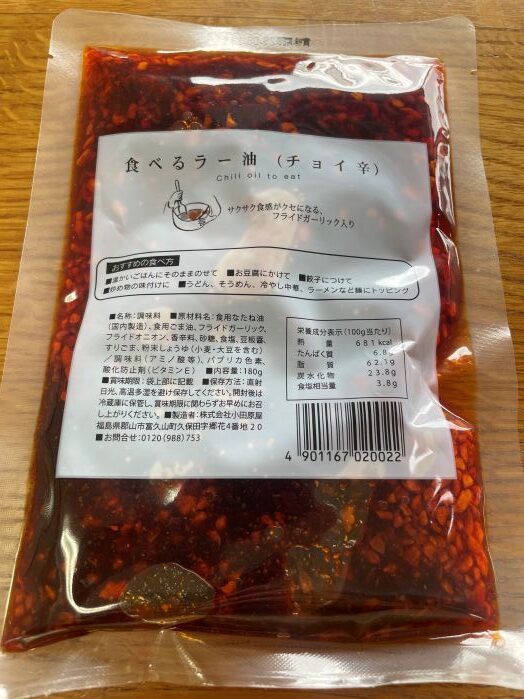 食べるラー油（チョイ辛）
Chili oil to eat
サクサク食感がクセになる、
フライドガーリック入り
おすすめの食べ方
■温かいごはんにそのままのせて ■お豆腐にかけて ■餃子につけて
■炒め物の味付けに ■うどん、そうめん、冷やし中華、ラーメンなど麺にトッピング
■名称：調味料 ■原材料名：食用なたね油
（国内製造）、食用ごま油、フライドガーリック、
フライドオニオン、香辛料、砂糖、食塩、豆板醤、
すりごま、粉末しょうゆ（小麦・大豆を含む）
／調味料（アミノ酸等）、パプリカ色素、
酸化防止剤（ビタミンE） ■内容量：180g
■賞味期限：袋上部に記載 ■保存方法：直射
日光、高温多湿を避け保存してください。開封後は
冷蔵庫に保管し、賞味期限に関わらずお早めにお召
し上がりください。■製造者：株式会社小田原屋
福島県郡山市富久山町久保田字郷花4番地20
■お問合せ：0120（988）753
栄養成分表示（100g当たり）
熱量 681kcal
たんぱく質 6.8g
脂質 62.1g
炭水化物 23.8g
食塩相当量 3.8g
4 901167 020022